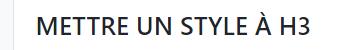 METTRE UN STYLE À H3